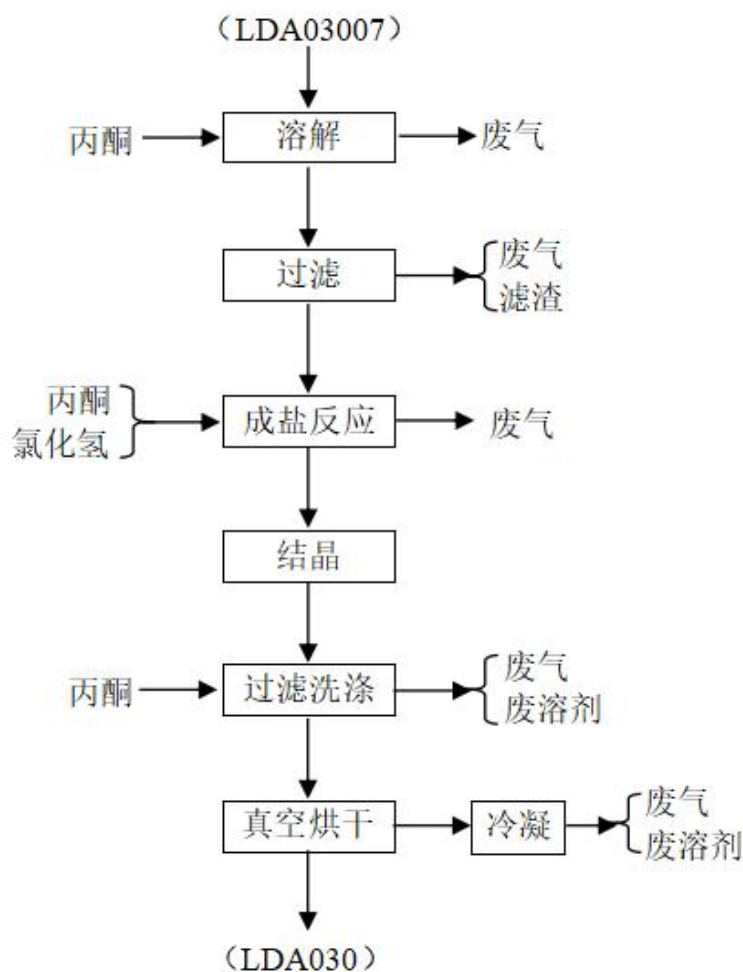 （LDA03007）
丙酮
溶解
废气
过滤
废气
滤渣
丙酮
氯化氢
成盐反应
废气
结晶
丙酮
过滤洗涤
废气
废溶剂
真空烘干
冷凝
废气
废溶剂
（LDA030）